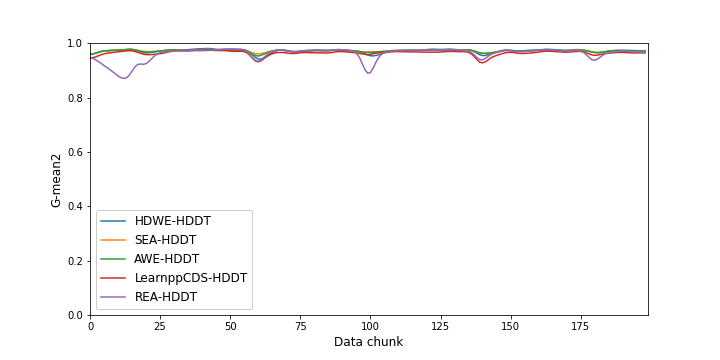 1.0
0.8
0.6
0.4
0.2
0.0
G-mean2
HDWE-HDDT
SEA-HDDT
AWE-HDDT
LearnppCDS-HDDT
REA-HDDT
0 25 50 75 100 125 150 175
Data chunk